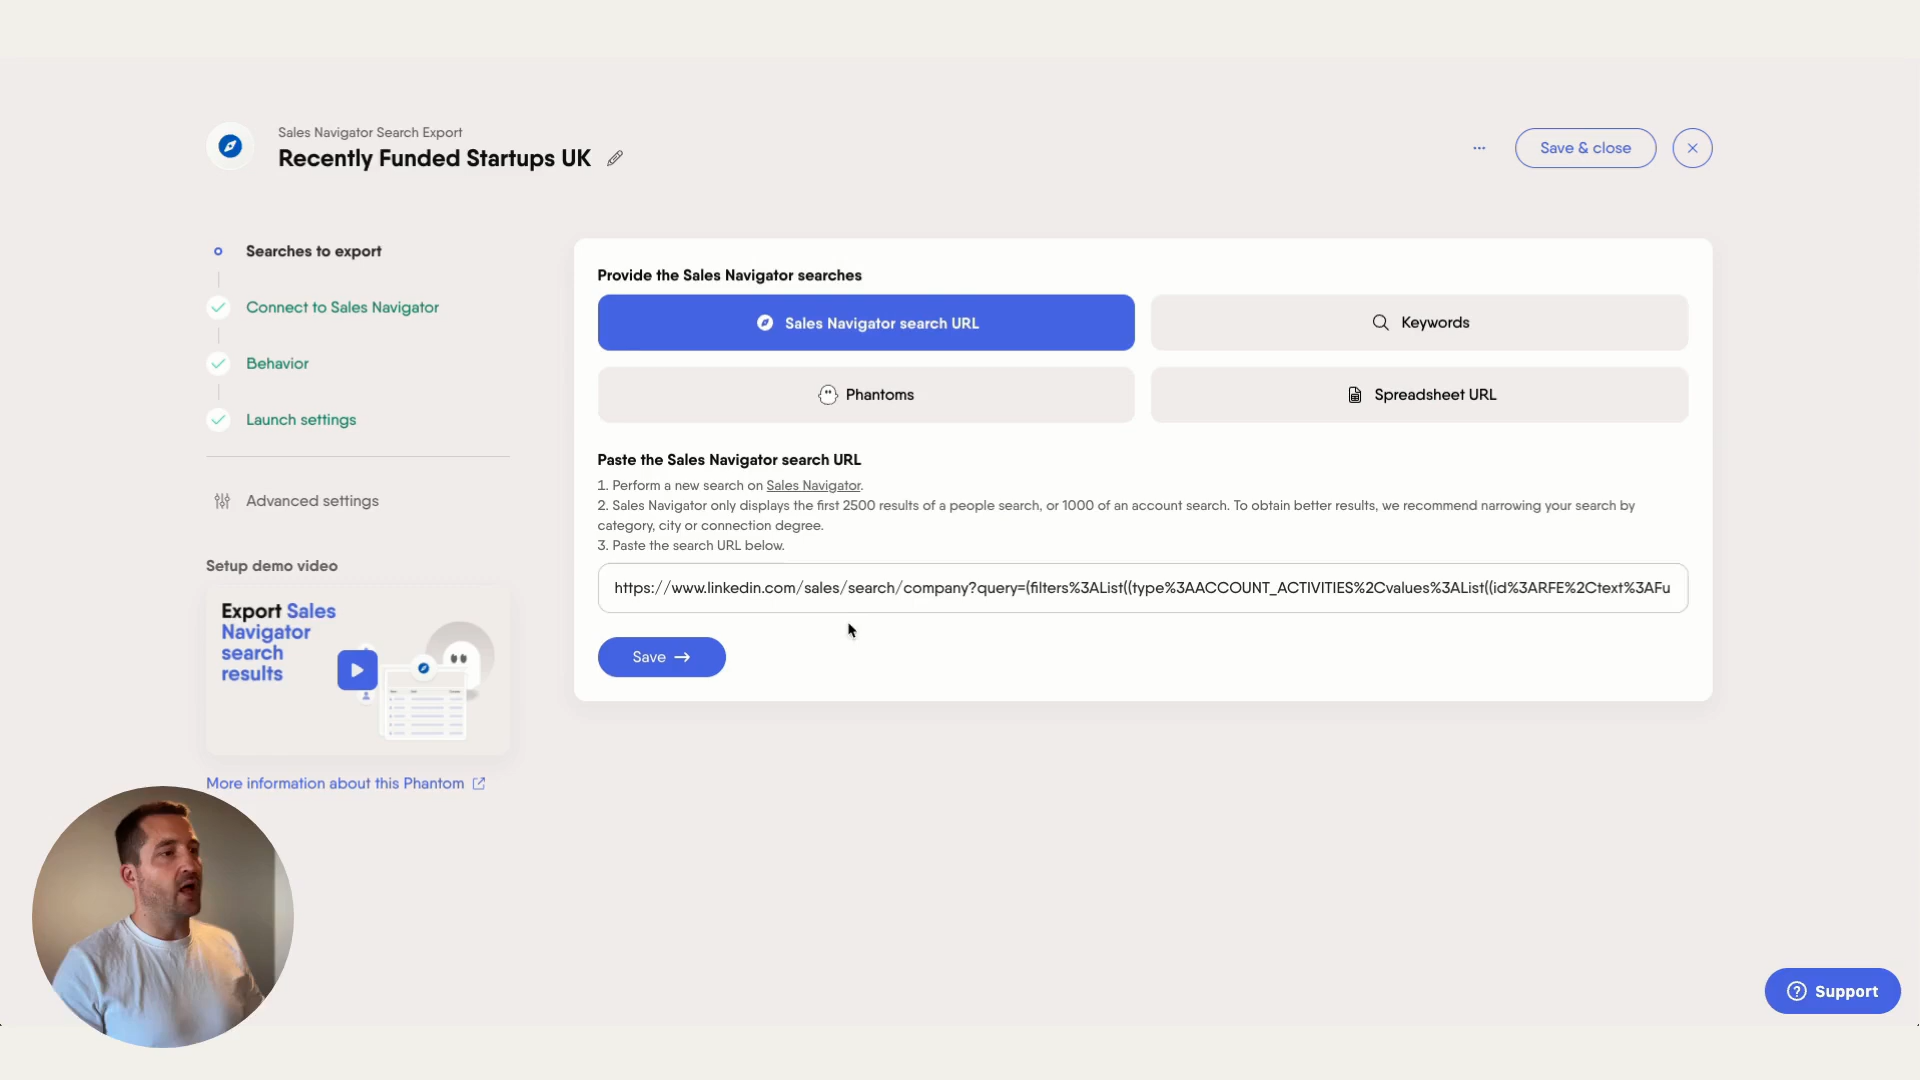 Sales Navigator Search Export
Recently Funded Startups UK
Save & close
Searches to export
Connect to Sales Navigator
Behavior
Launch settings
Advanced settings
Setup demo video
Export Sales
Navigator
search
results
More information about this Phantom
Provide the Sales Navigator searches
Sales Navigator search URL
Keywords
Phantoms
Spreadsheet URL
Paste the Sales Navigator search URL
1. Perform a new search on Sales Navigator.
2. Sales Navigator only displays the first 2500 results of a people search, or 1000 of an account search. To obtain better results, we recommend narrowing your search by
category, city or connection degree.
3. Paste the search URL below.
https://www.linkedin.com/sales/search/company?query=(filters%3AList((type%3AACCOUNT_ACTIVITIES%2Cvalues%3AList((id%3ARFE%2Ctext%3AFu
Save
Support